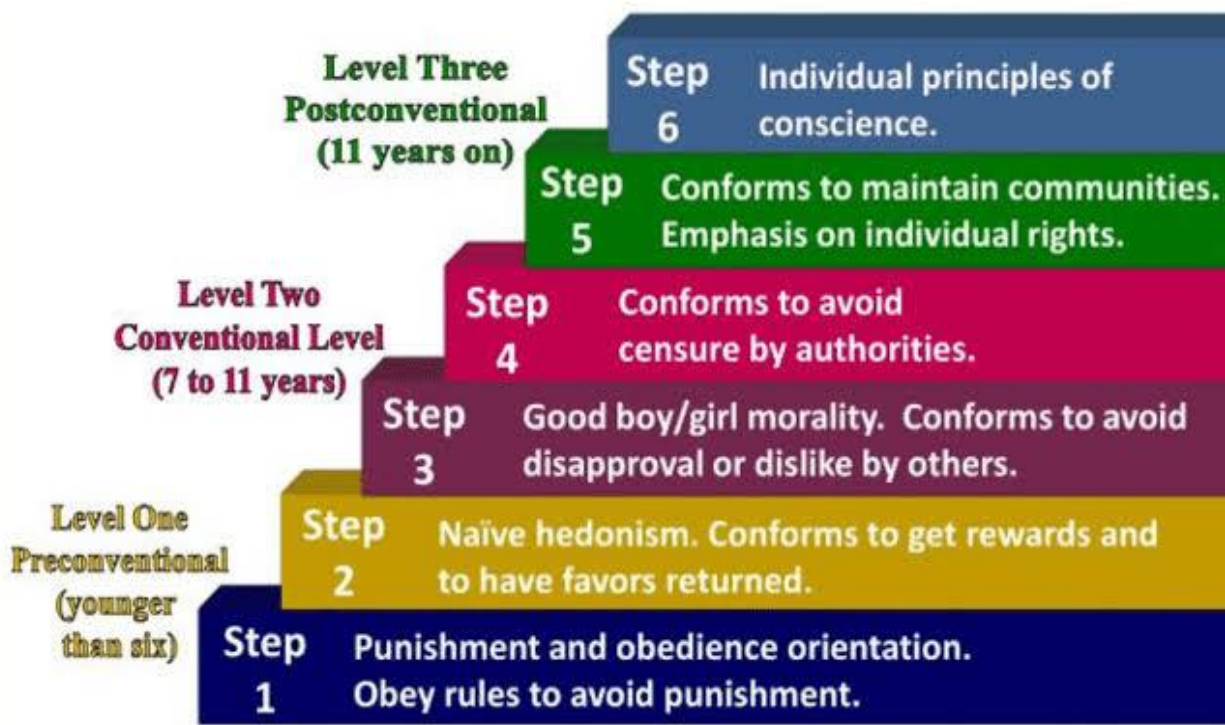 Level Three
Postconventional
(11 years on)
Step
6
Individual principles of
conscience.
Step
5
Conforms to maintain communities.
Emphasis on individual rights.
Level Two
Conventional Level
(7 to 11 years)
Step
4
Conforms to avoid
censure by authorities.
Step
3
Good boy/girl morality. Conforms to avoid
disapproval or dislike by others.
Level One
Preconventional
(younger
than six)
Step
2
Naïve hedonism. Conforms to get rewards and
to have favors returned.
Step
1
Punishment and obedience orientation.
Obey rules to avoid punishment.